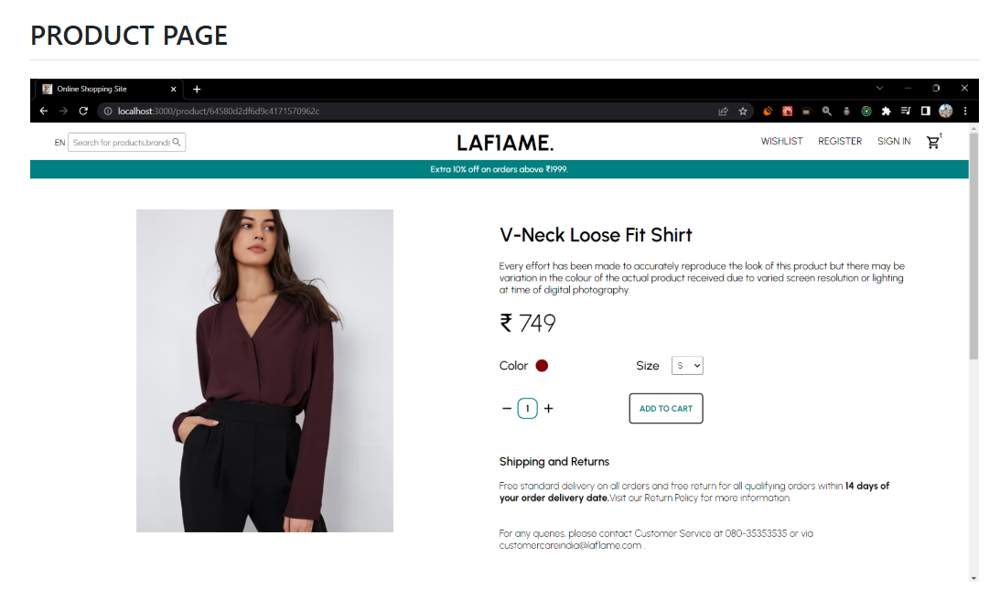 PRODUCT PAGE
Online Shopping Site
localhost:3000/product/64580d2df6d9c4171570962c
EN Search for products,brands LAF1AME. WISHLIST REGISTER SIGN IN 1
Extra 10% off on orders above ₹1999.
V-Neck Loose Fit Shirt
Every effort has been made to accurately reproduce the look of this product but there may be
variation in the colour of the actual product received due to varied screen resolution or lighting
at time of digital photography.
₹ 749
Color Size S
− 1 + ADD TO CART
Shipping and Returns
Free standard delivery on all orders and free return for all qualifying orders within 14 days of
your order delivery date.Visit our Return Policy for more information.
For any queries, please contact Customer Service at 080-35353535 or via
customercareindia@laflame.com .